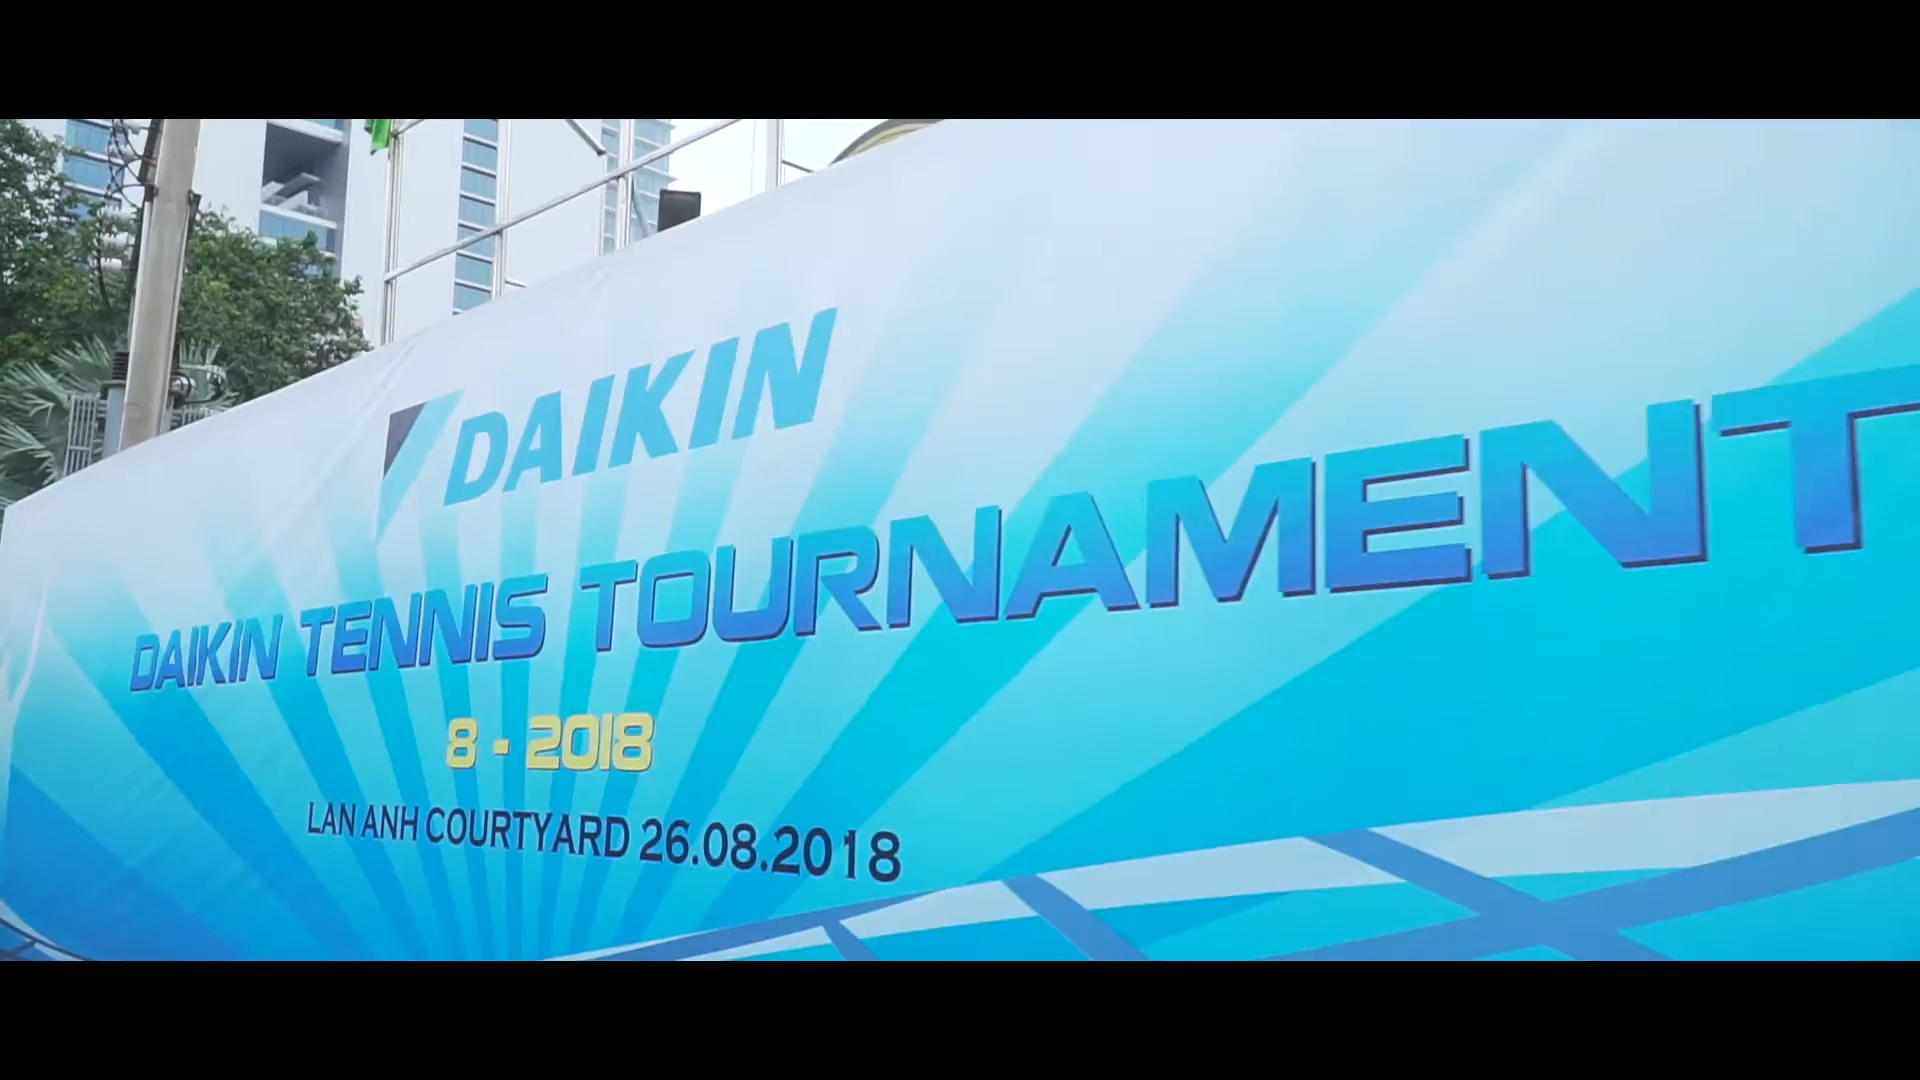 DAIKIN
DAIKIN TENNIS TOURNAMENT
8 - 2018
LAN ANH COURTYARD 26.08.2018